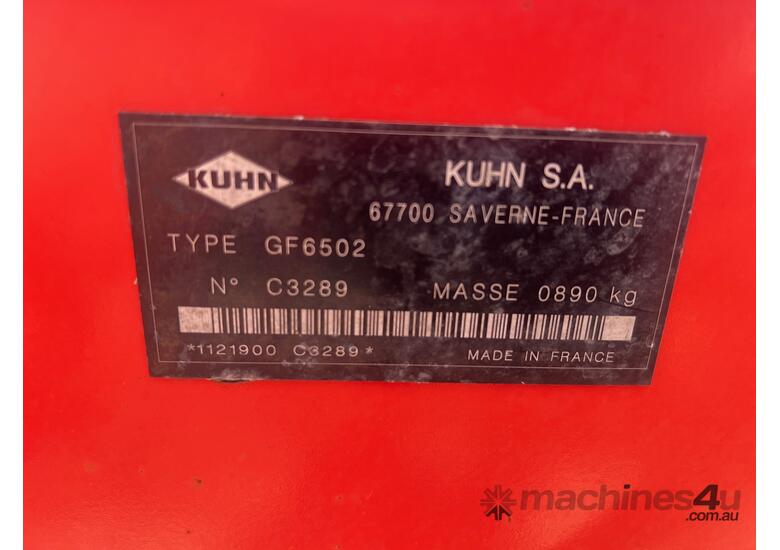 KUHN
KUHN S.A.
67700 SAVERNE-FRANCE
TYPE GF6502
N° C3289 MASSE 0890 kg
*1121900 C3289*
MADE IN FRANCE
machines4u
.com.au